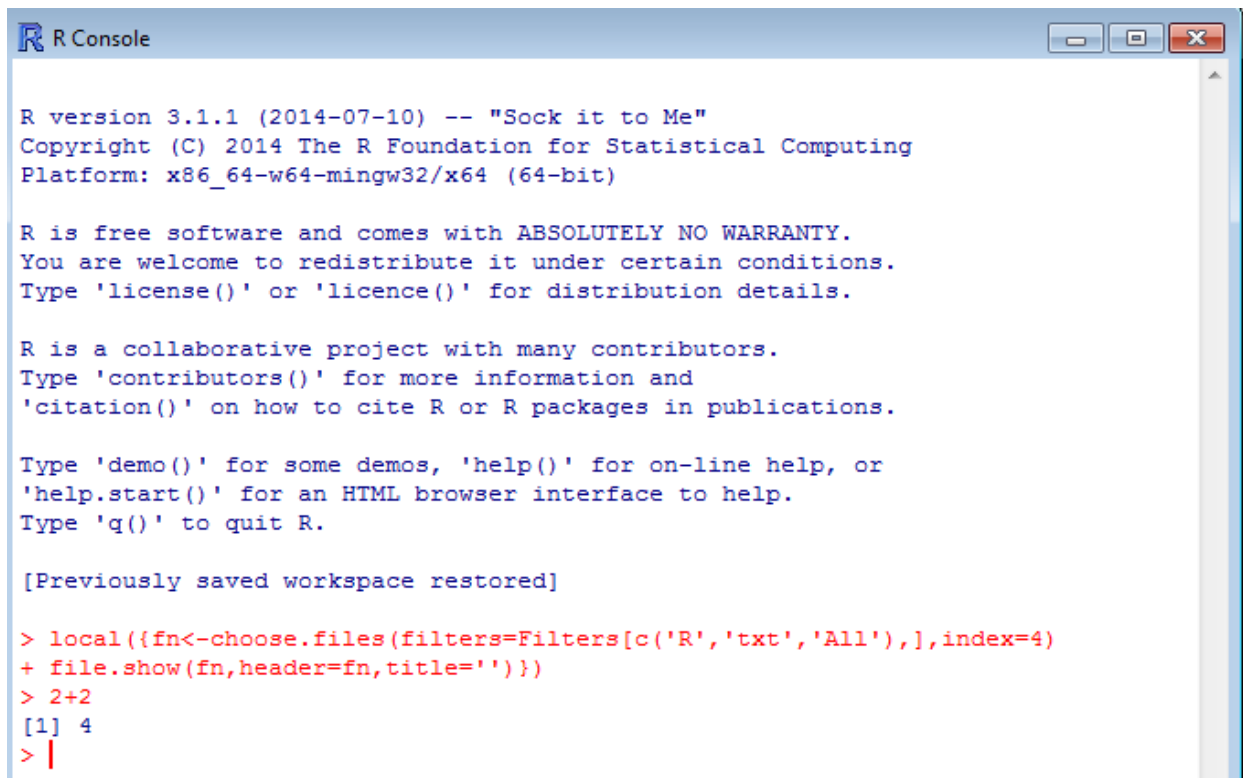 R Console
R version 3.1.1 (2014-07-10) -- "Sock it to Me"
Copyright (C) 2014 The R Foundation for Statistical Computing
Platform: x86_64-w64-mingw32/x64 (64-bit)
R is free software and comes with ABSOLUTELY NO WARRANTY.
You are welcome to redistribute it under certain conditions.
Type 'license()' or 'licence()' for distribution details.
R is a collaborative project with many contributors.
Type 'contributors()' for more information and
'citation()' on how to cite R or R packages in publications.
Type 'demo()' for some demos, 'help()' for on-line help, or
'help.start()' for an HTML browser interface to help.
Type 'q()' to quit R.
[Previously saved workspace restored]
> local({fn<-choose.files(filters=Filters[c('R','txt','All'),],index=4)
+ file.show(fn,header=fn,title='')})
> 2+2
[1] 4
>